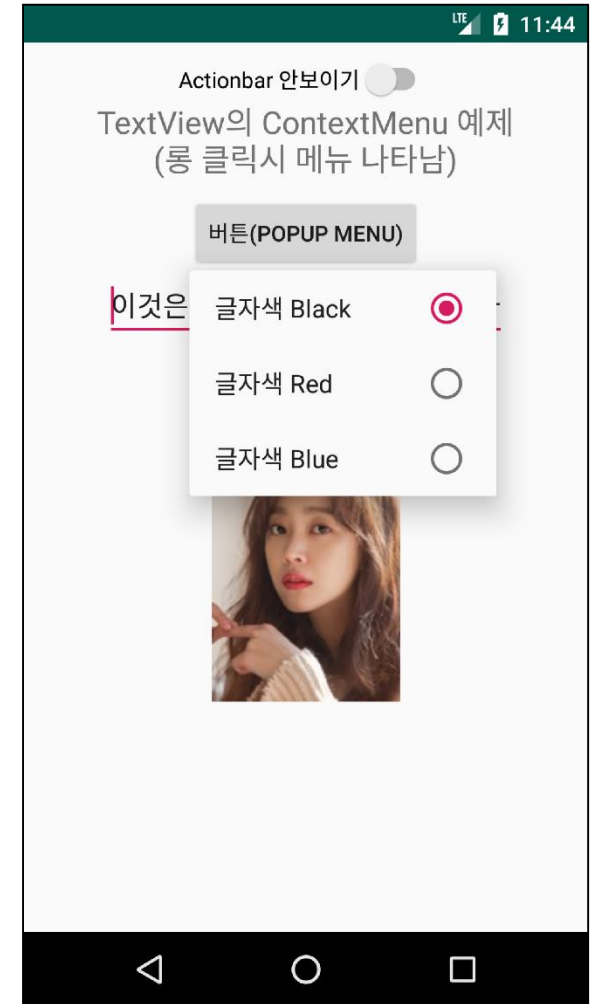 LTE 11:44
Actionbar 안보이기
TextView의 ContextMenu 예제
(롱 클릭시 메뉴 나타남)
버튼(POPUP MENU)
이것은
글자색 Black
글자색 Red
글자색 Blue